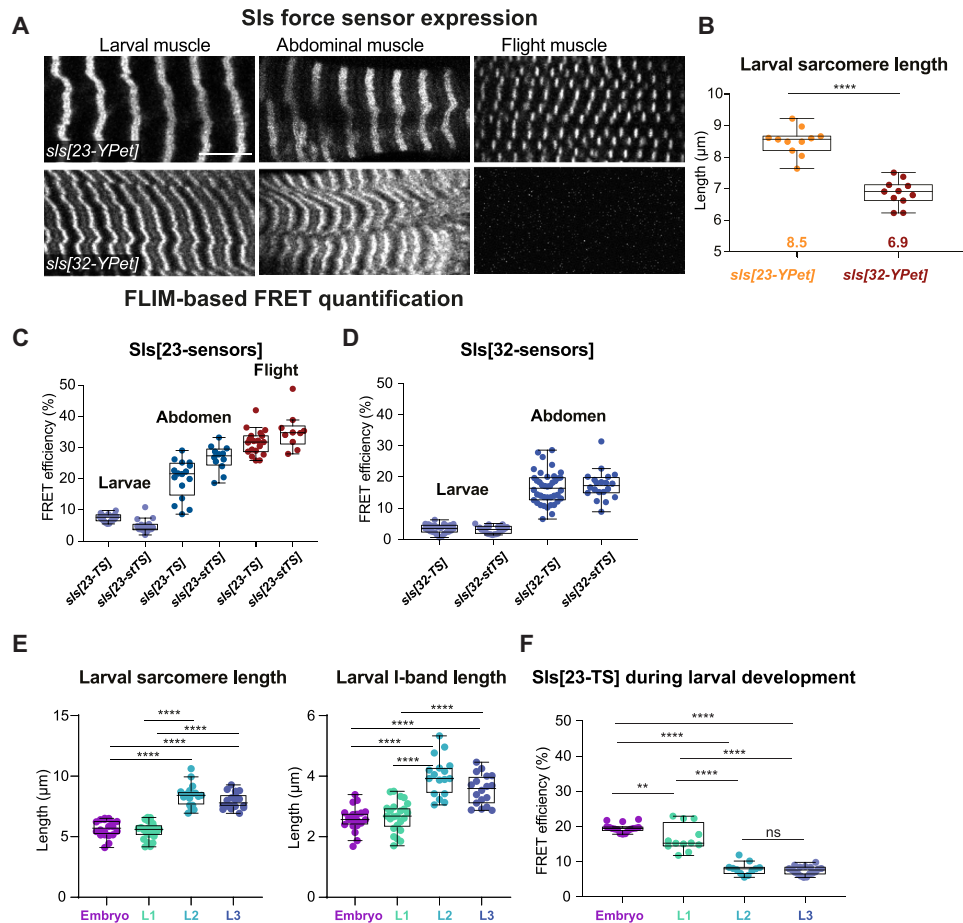 Sls force sensor expression
A
Larval muscle
Abdominal muscle
Flight muscle
sls[23-YPet]
sls[32-YPet]
B
Larval sarcomere length
****
Length (µm)
10
9
8
7
6
5
8.5
6.9
sls[23-YPet]
sls[32-YPet]
FLIM-based FRET quantification
C
Sls[23-sensors]
FRET efficiency (%)
50
40
30
20
10
0
Larvae
Abdomen
Flight
sls[23-TS]
sls[23-stTS]
sls[23-TS]
sls[23-stTS]
sls[23-TS]
sls[23-stTS]
D
Sls[32-sensors]
FRET efficiency (%)
50
40
30
20
10
0
Larvae
Abdomen
sls[32-TS]
sls[32-stTS]
sls[32-TS]
sls[32-stTS]
E
Larval sarcomere length
Length (µm)
15
10
5
0
****
****
****
****
Embryo
L1
L2
L3
Larval I-band length
Length (µm)
6
4
2
0
****
****
****
****
Embryo
L1
L2
L3
F
Sls[23-TS] during larval development
FRET efficiency (%)
50
40
30
20
10
0
****
****
****
**
****
ns
Embryo
L1
L2
L3